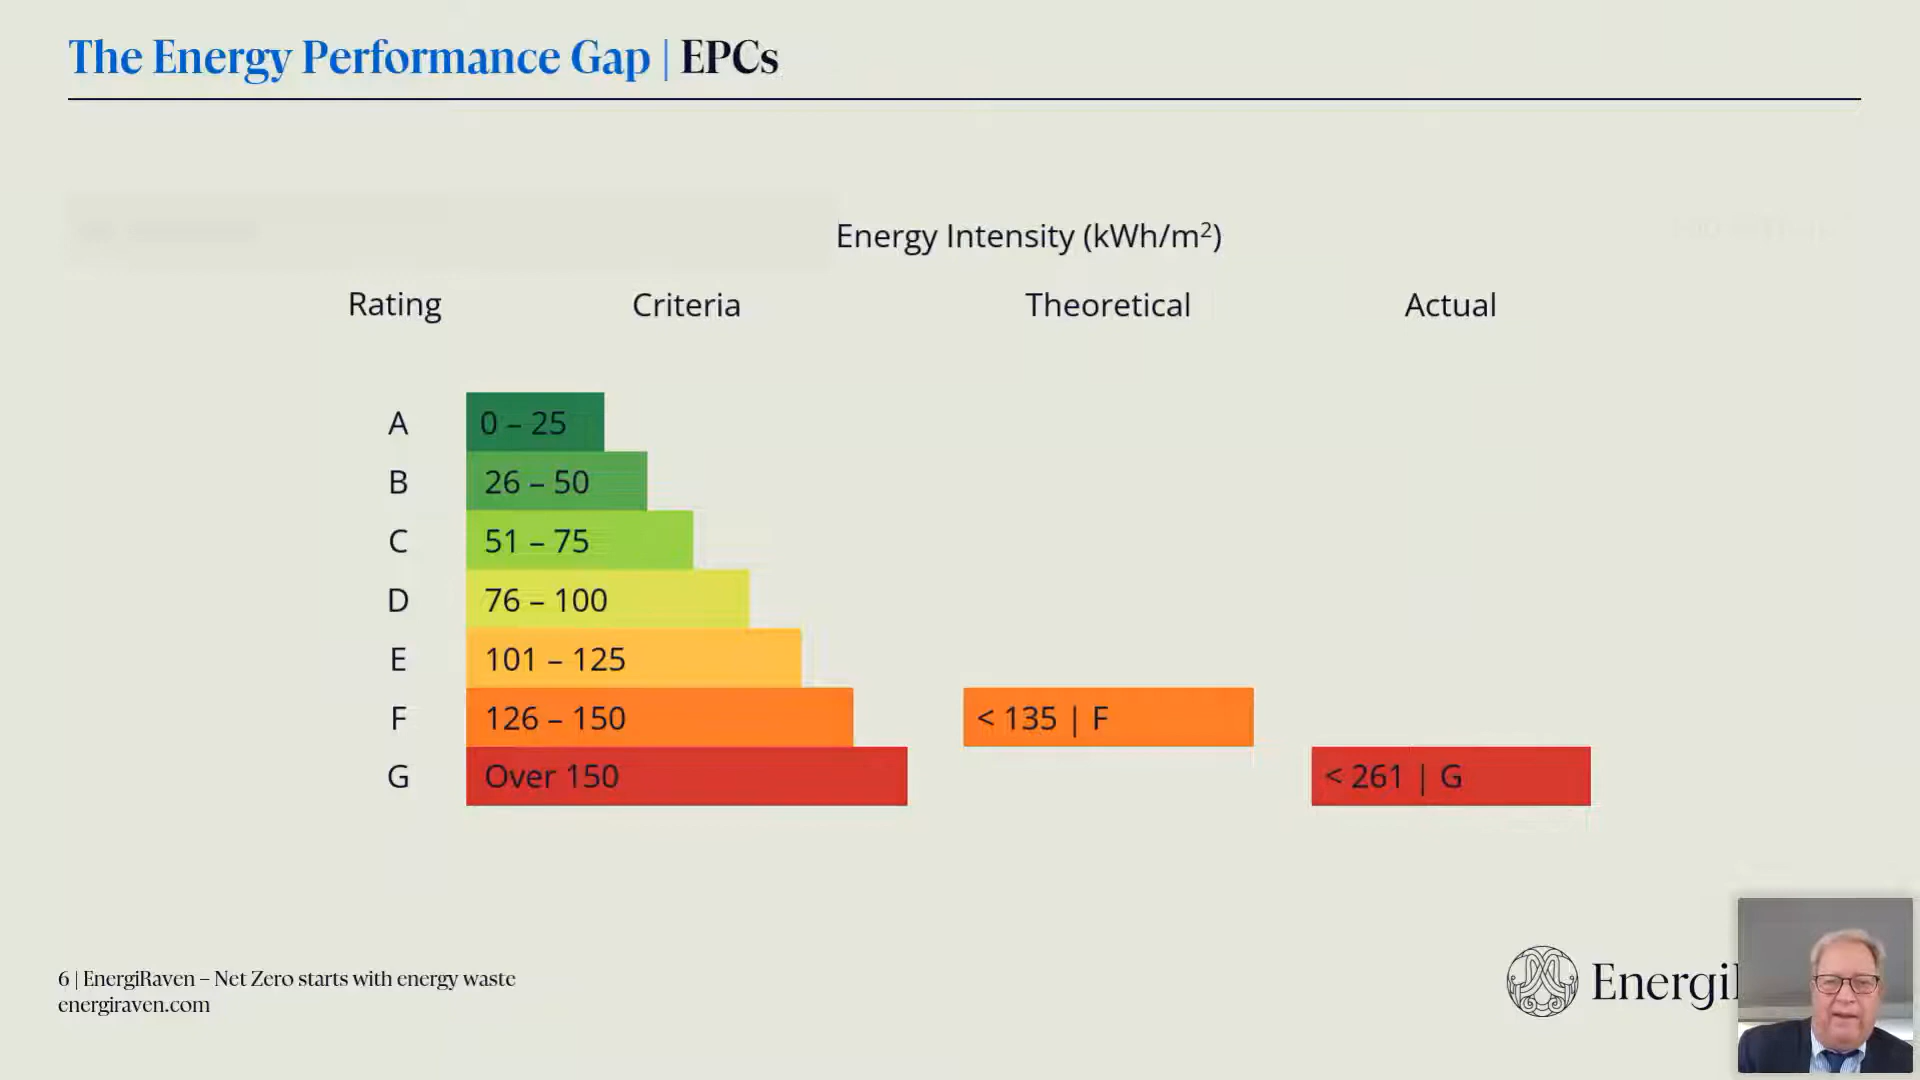 The Energy Performance Gap | EPCs
Energy Intensity (kWh/m²)
Rating Criteria Theoretical Actual
A 0 – 25
B 26 – 50
C 51 – 75
D 76 – 100
E 101 – 125
F 126 – 150 < 135 | F
G Over 150 < 261 | G
6 | EnergiRaven – Net Zero starts with energy waste
energiraven.com
Energi